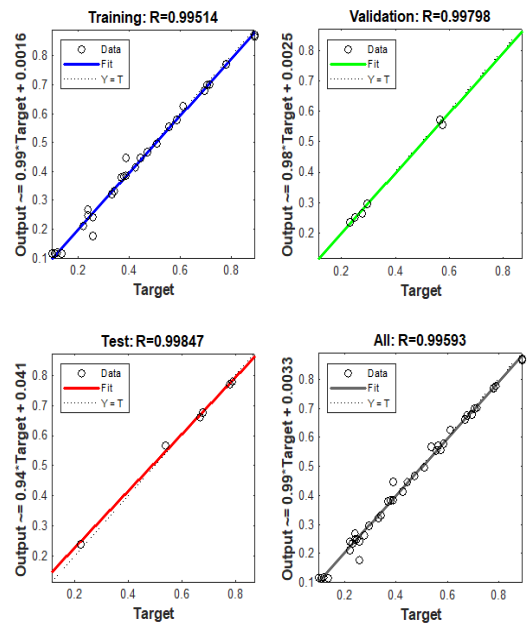 Training: R=0.99514
Output ~= 0.99*Target + 0.0016
Data
Fit
Y = T
0.9
0.8
0.7
0.6
0.5
0.4
0.3
0.2
0.1
0.2
0.4
0.6
0.8
Target
Validation: R=0.99798
Output ~= 0.98*Target + 0.0025
Data
Fit
Y = T
0.8
0.7
0.6
0.5
0.4
0.3
0.2
0.2
0.4
0.6
0.8
Target
Test: R=0.99847
Output ~= 0.94*Target + 0.041
Data
Fit
Y = T
0.8
0.7
0.6
0.5
0.4
0.3
0.2
0.2
0.4
0.6
0.8
Target
All: R=0.99593
Output ~= 0.99*Target + 0.0033
Data
Fit
Y = T
0.8
0.7
0.6
0.5
0.4
0.3
0.2
0.1
0.2
0.4
0.6
0.8
Target